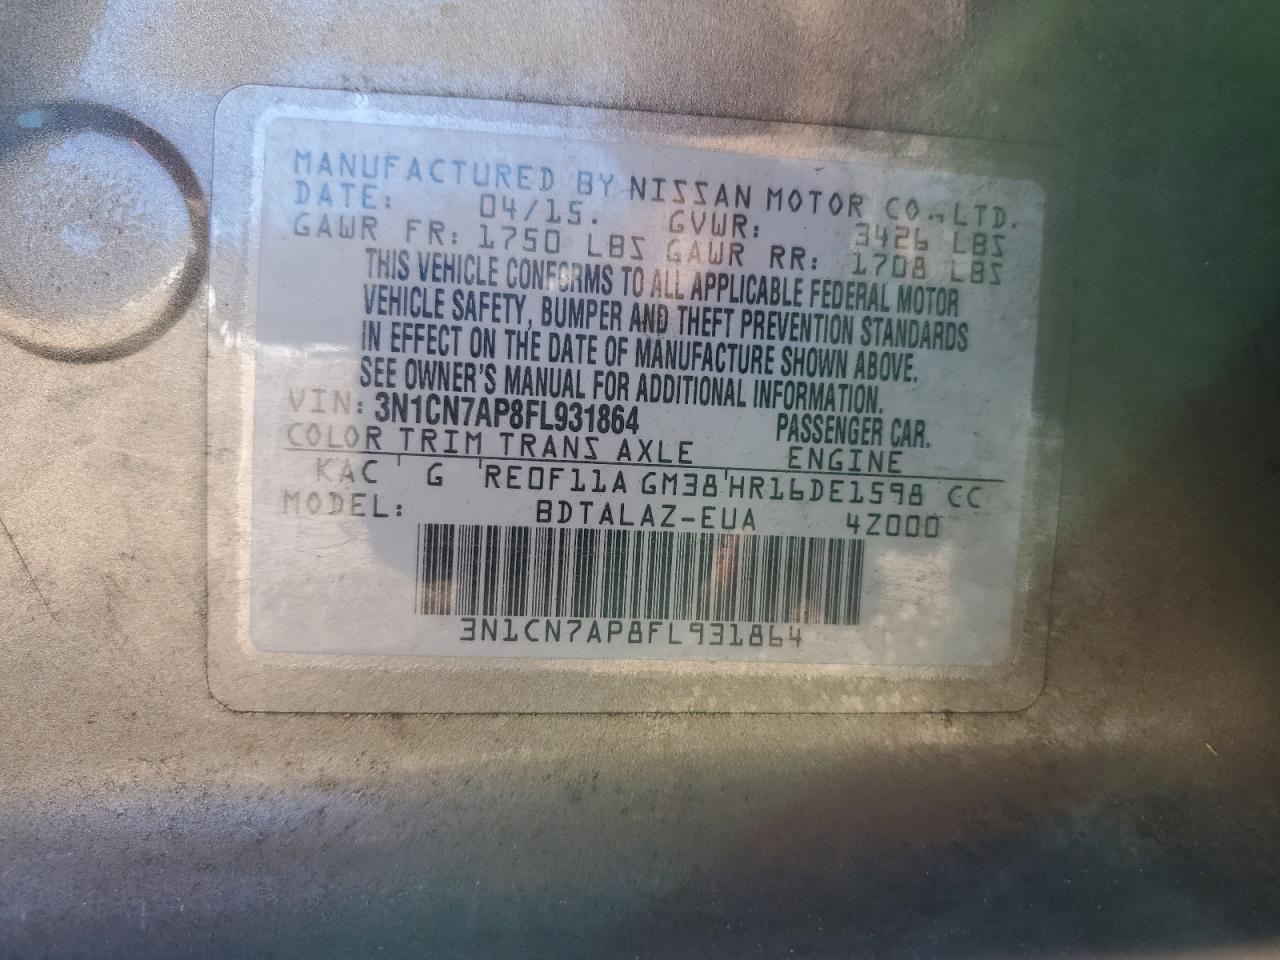 MANUFACTURED BY NISSAN MOTOR CO.,LTD.
DATE: 04/15. GVWR: 3426 LBS
GAWR FR: 1750 LBS GAWR RR: 1708 LBS
THIS VEHICLE CONFORMS TO ALL APPLICABLE FEDERAL MOTOR
VEHICLE SAFETY, BUMPER AND THEFT PREVENTION STANDARDS
IN EFFECT ON THE DATE OF MANUFACTURE SHOWN ABOVE.
SEE OWNER'S MANUAL FOR ADDITIONAL INFORMATION.
VIN: 3N1CN7AP8FL931864 PASSENGER CAR.
COLOR TRIM TRANS AXLE ENGINE
KAC G RE0F11A GM38 HR16DE1598 CC
MODEL: BDTALAZ-EUA 4Z000
3N1CN7AP8FL931864